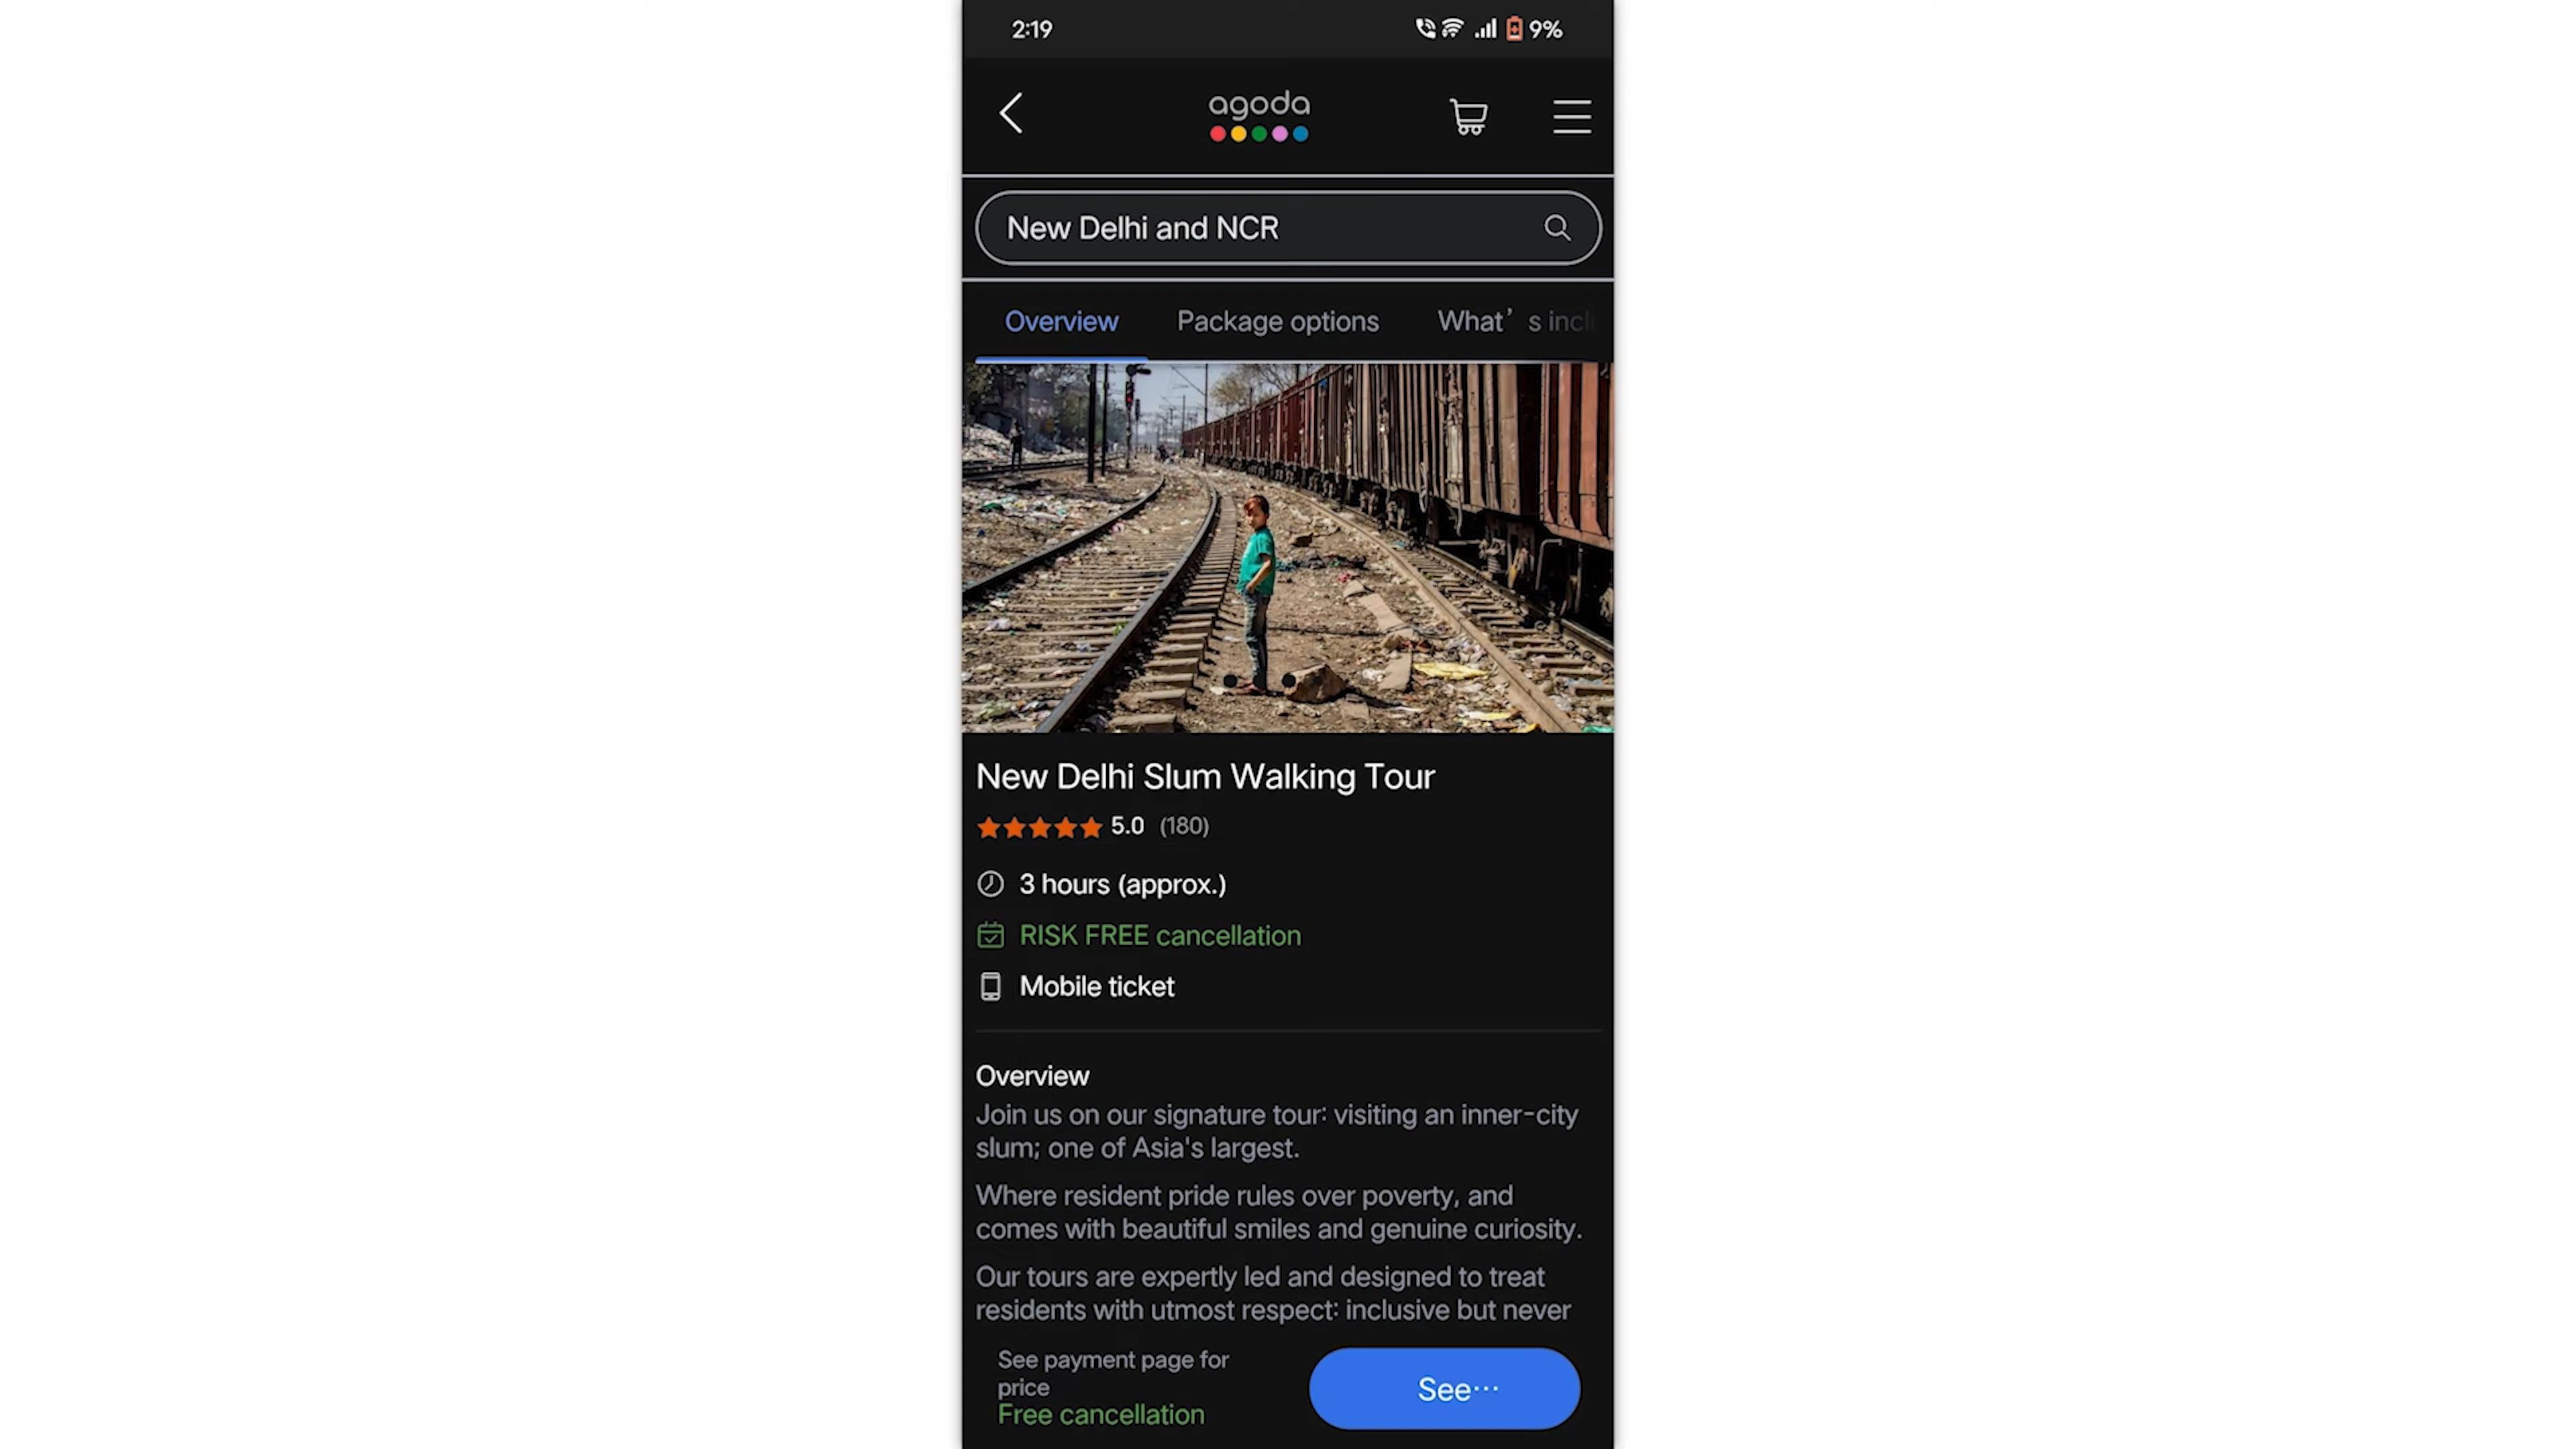 2:19
9%
agoda
New Delhi and NCR
Overview
Package options
What's incl
New Delhi Slum Walking Tour
5.0 (180)
3 hours (approx.)
RISK FREE cancellation
Mobile ticket
Overview
Join us on our signature tour: visiting an inner-city
slum; one of Asia's largest.
Where resident pride rules over poverty, and
comes with beautiful smiles and genuine curiosity.
Our tours are expertly led and designed to treat
residents with utmost respect: inclusive but never
See payment page for
price
Free cancellation
See···